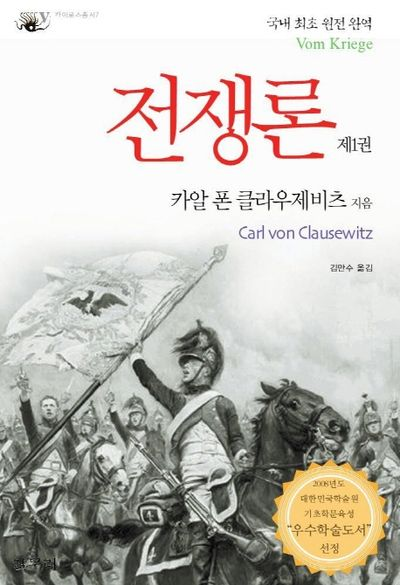 카이로스총서7
국내 최초 원전 완역
Vom Kriege
전쟁론
제1권
카알 폰 클라우제비츠 지음
Carl von Clausewitz
김만수 옮김
2008년도
대한민국학술원
기초학문육성
“우수학술도서”
선정
갈무리